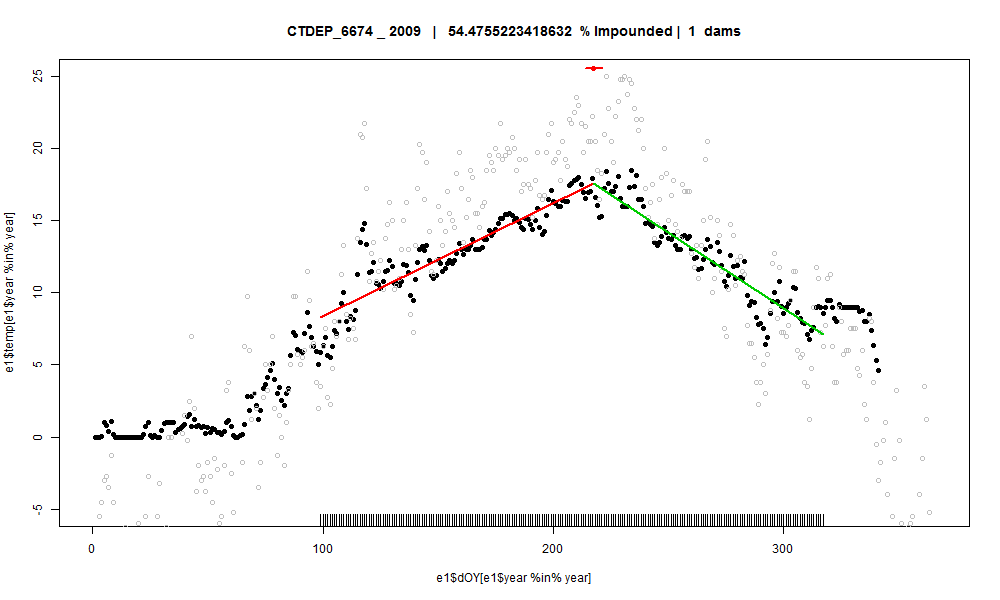 CTDEP_6674 _ 2009 | 54.4755223418632 % Impounded | 1 dams
25
20
15
10
5
0
-5
e1$temp[e1$year %in% year]
0 100 200 300
e1$dOY[e1$year %in% year]